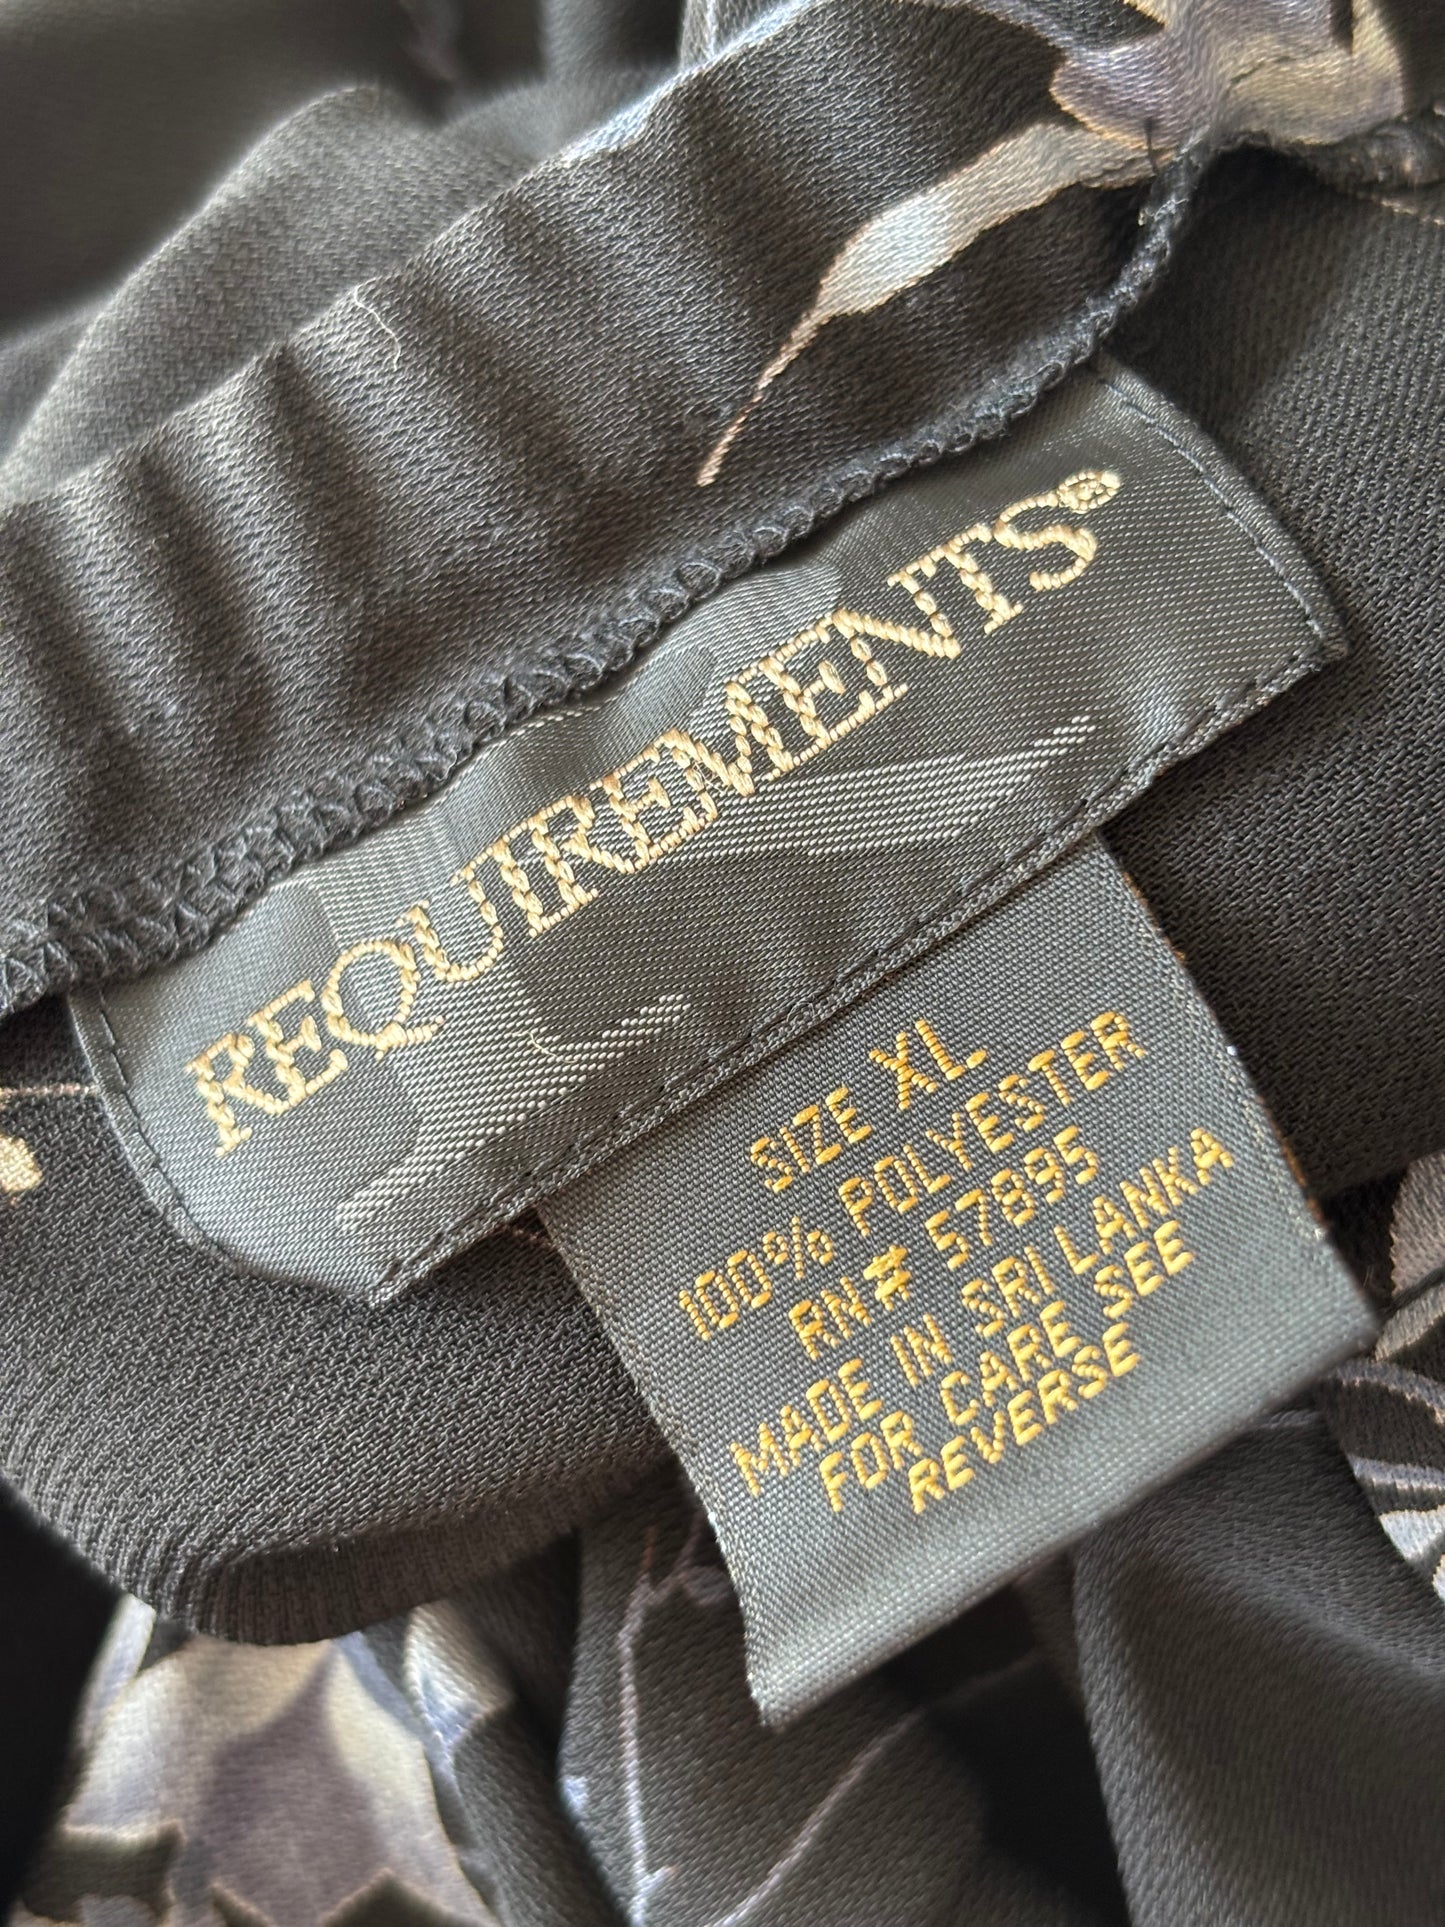 REQUIREMENTS®
SIZE XL
100% POLYESTER
RN# 57895
MADE IN SRI LANKA
FOR CARE SEE
REVERSE